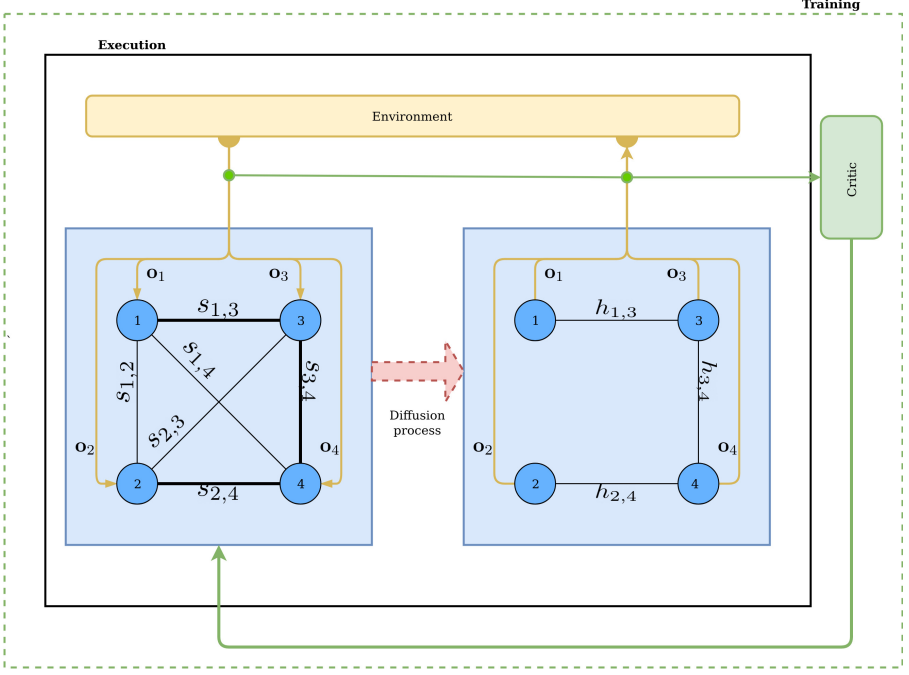 Training
Execution
Environment
Critic
o₁
o₃
1
s₁,₃
3
s₁,₂
s₁,₄
s₃,₄
s₂,₃
o₂
o₄
2
s₂,₄
4
Diffusion
process
o₁
o₃
1
h₁,₃
3
h₃,₄
o₂
o₄
2
h₂,₄
4